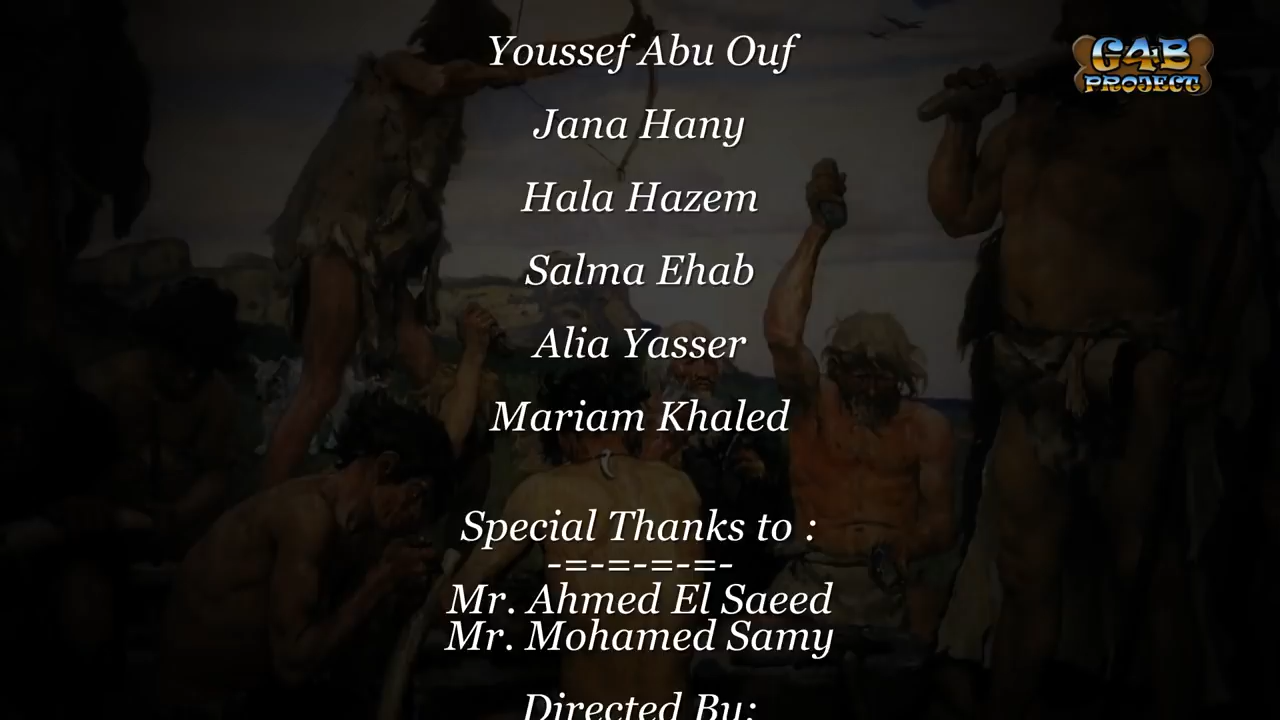 Youssef Abu Ouf
G4B
PROJECT
Jana Hany
Hala Hazem
Salma Ehab
Alia Yasser
Mariam Khaled
Special Thanks to :
-=-=-=-=-
Mr. Ahmed El Saeed
Mr. Mohamed Samy
Directed By: